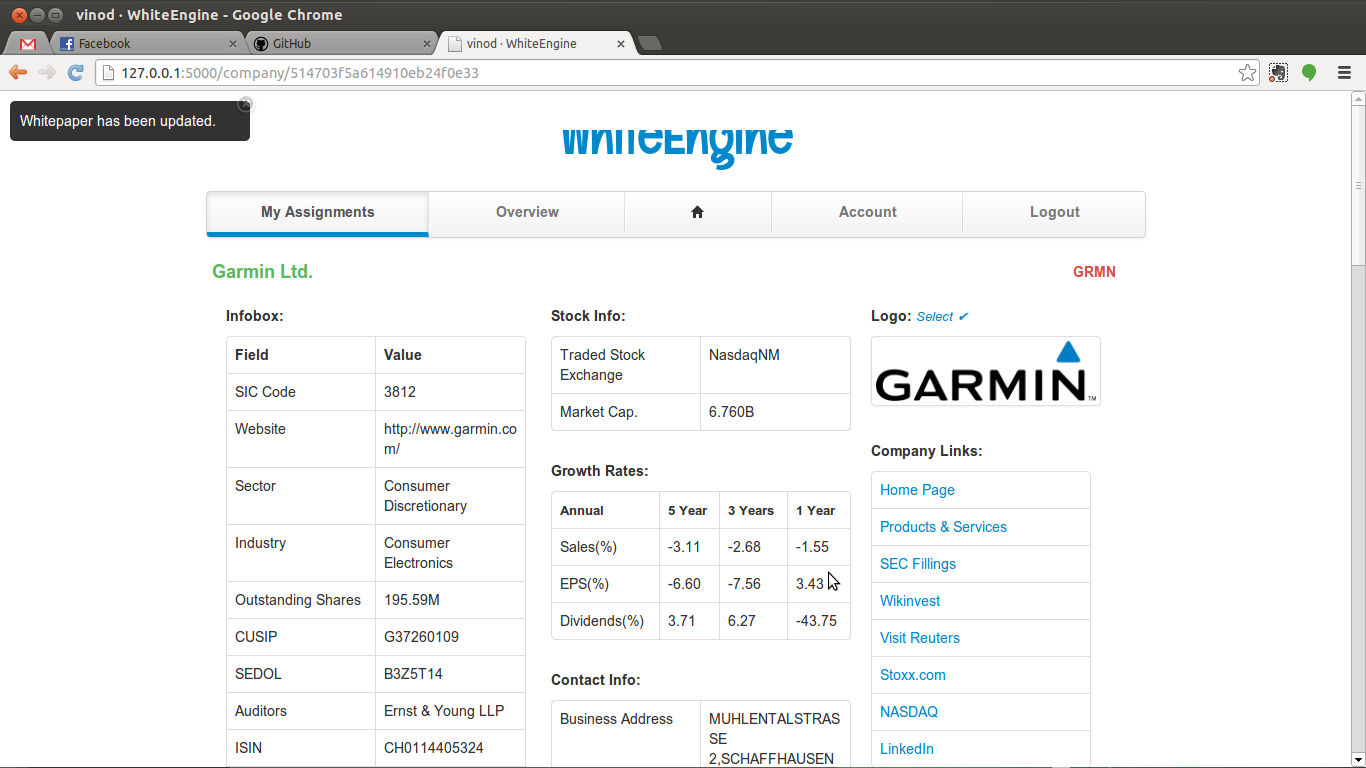 vinod · WhiteEngine - Google Chrome
Facebook
GitHub
vinod · WhiteEngine
127.0.0.1:5000/company/514703f5a614910eb24f0e33
Whitepaper has been updated.
WhiteEngine
My Assignments Overview Account Logout
Garmin Ltd. GRMN
Infobox:
Field Value
SIC Code 3812
Website http://www.garmin.co
m/
Sector Consumer
Discretionary
Industry Consumer
Electronics
Outstanding Shares 195.59M
CUSIP G37260109
SEDOL B3Z5T14
Auditors Ernst & Young LLP
ISIN CH0114405324
Stock Info:
Traded Stock NasdaqNM
Exchange
Market Cap. 6.760B
Growth Rates:
Annual 5 Year 3 Years 1 Year
Sales(%) -3.11 -2.68 -1.55
EPS(%) -6.60 -7.56 3.43
Dividends(%) 3.71 6.27 -43.75
Contact Info:
Business Address MUHLENTALSTRAS
SE
2,SCHAFFHAUSEN
Logo: Select ✔
GARMIN™
Company Links:
Home Page
Products & Services
SEC Fillings
Wikinvest
Visit Reuters
Stoxx.com
NASDAQ
LinkedIn